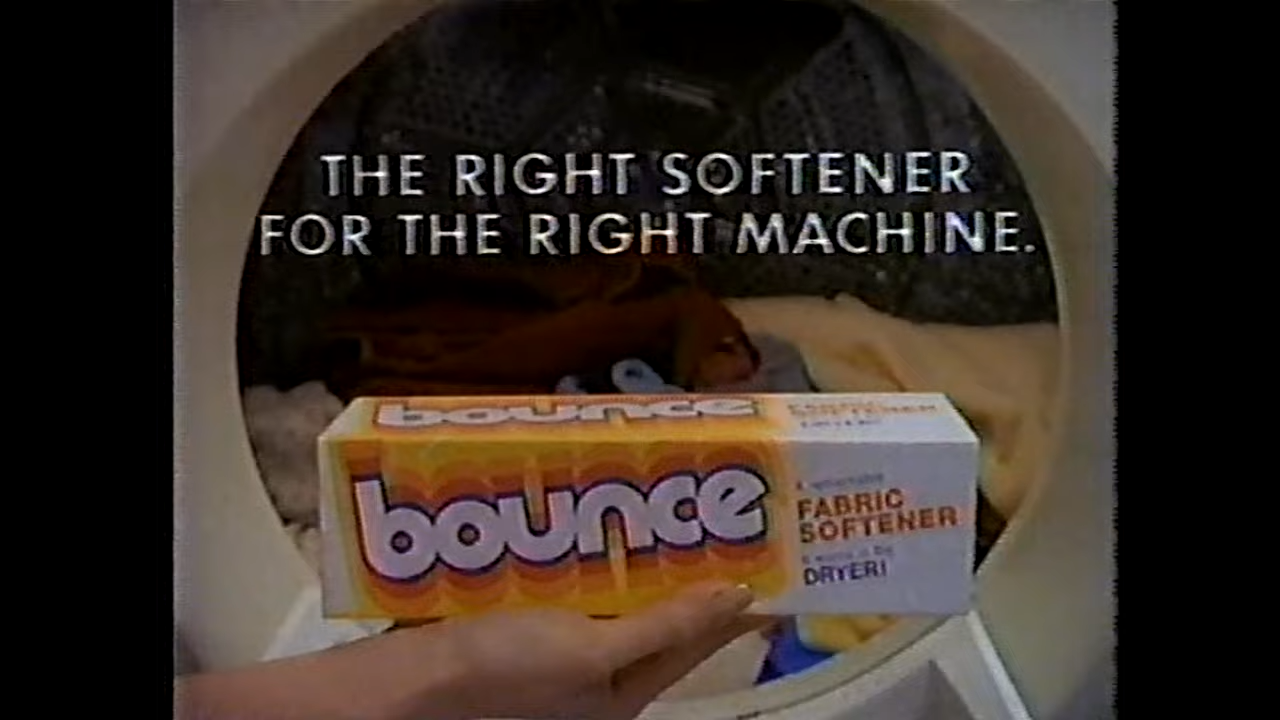 THE RIGHT SOFTENER
FOR THE RIGHT MACHINE.
bounce
FABRIC
SOFTENER
bounce
FABRIC
SOFTENER
DRYER!